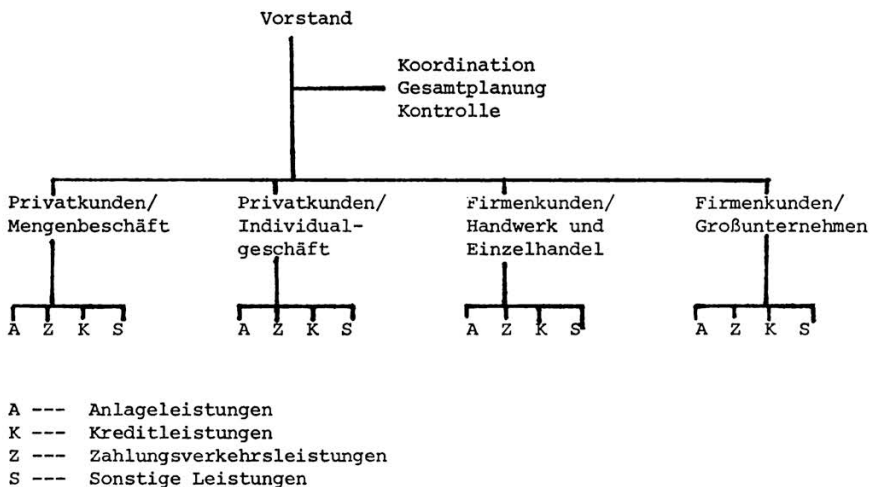 Vorstand
Koordination
Gesamtplanung
Kontrolle
Privatkunden/
Mengenbeschäft
Privatkunden/
Individual-
geschäft
Firmenkunden/
Handwerk und
Einzelhandel
Firmenkunden/
Großunternehmen
A Z K S
A Z K S
A Z K S
A Z K S
A --- Anlageleistungen
K --- Kreditleistungen
Z --- Zahlungsverkehrsleistungen
S --- Sonstige Leistungen